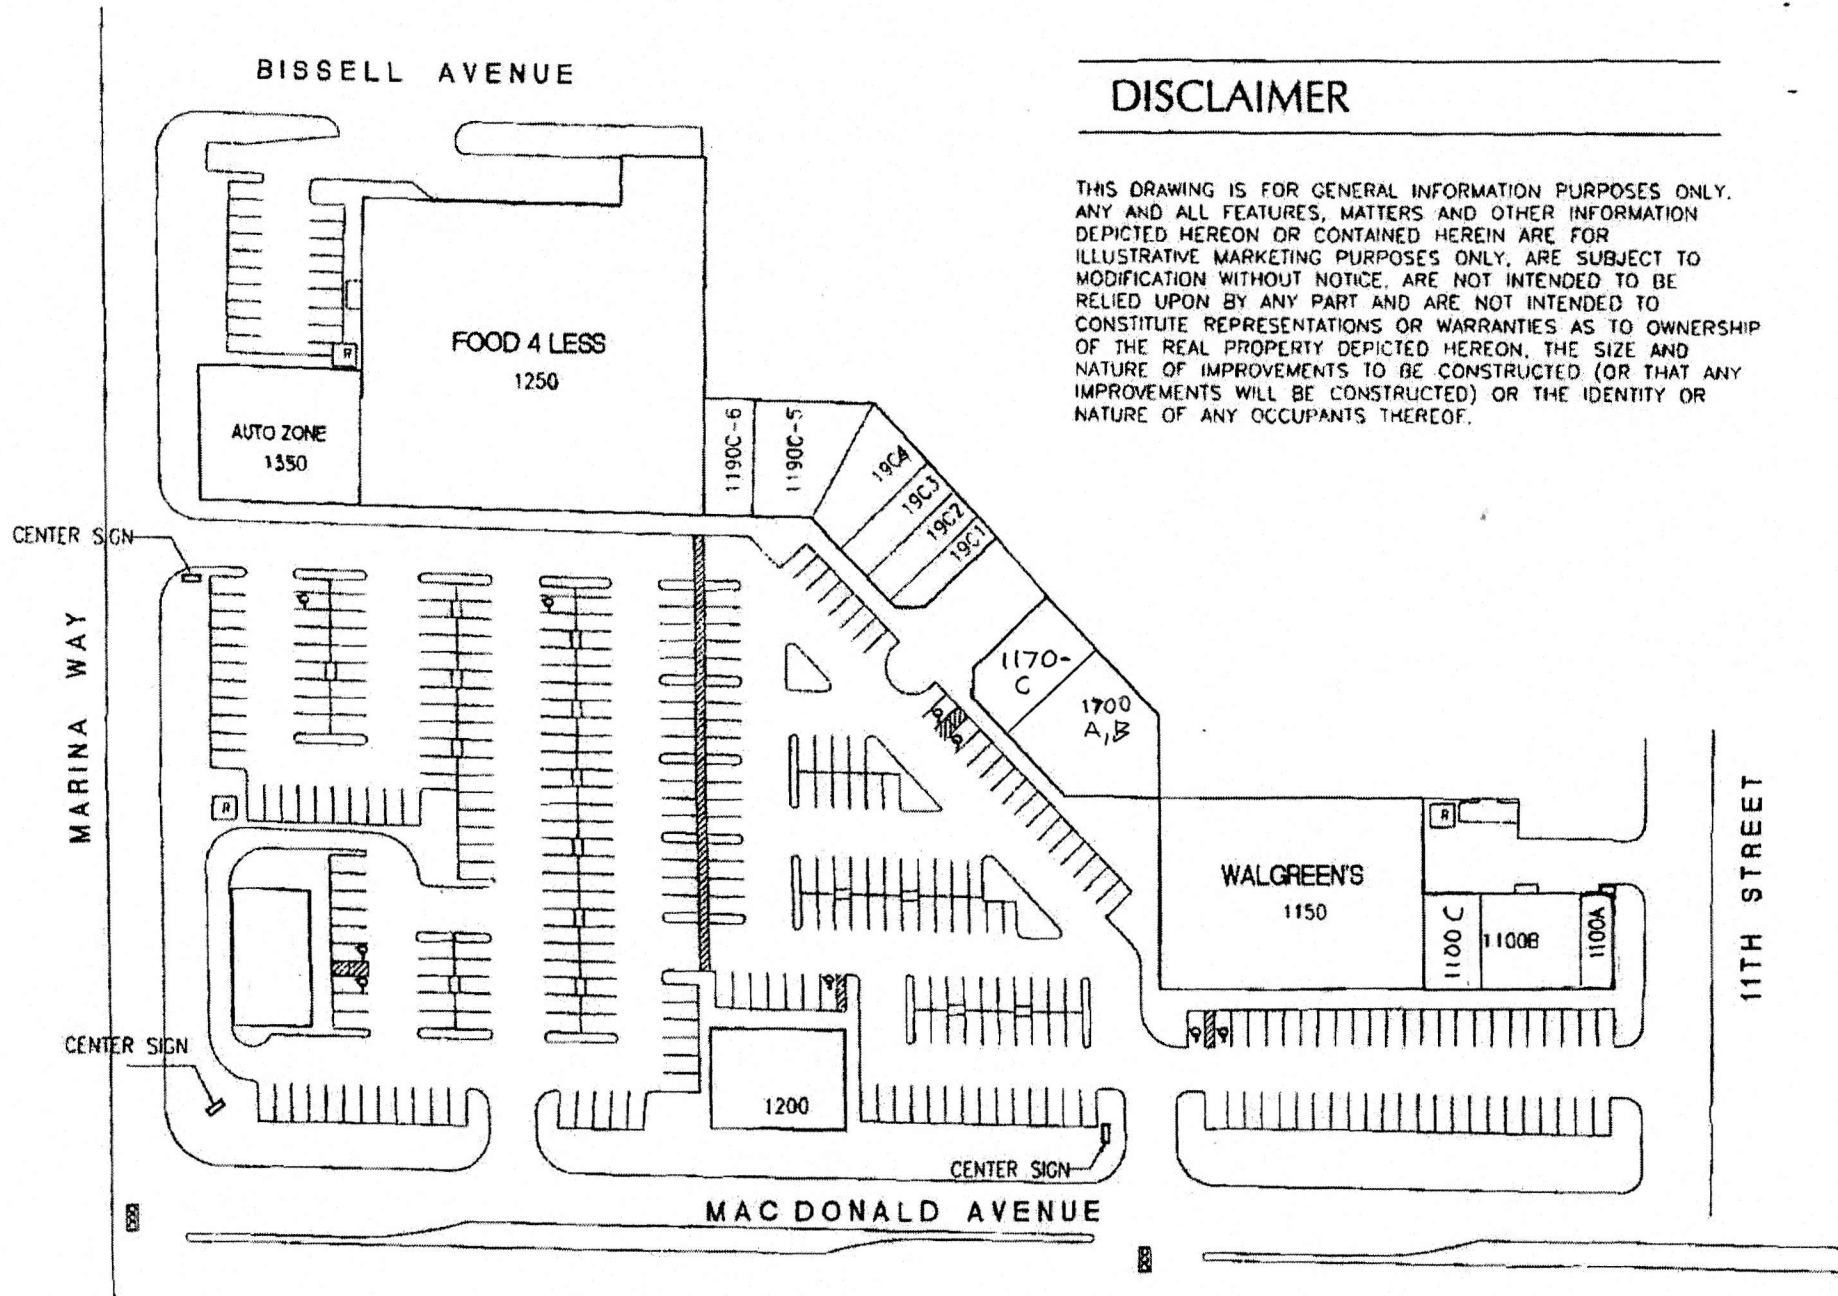 BISSELL AVENUE
DISCLAIMER
THIS DRAWING IS FOR GENERAL INFORMATION PURPOSES ONLY.
ANY AND ALL FEATURES, MATTERS AND OTHER INFORMATION
DEPICTED HEREON OR CONTAINED HEREIN ARE FOR
ILLUSTRATIVE MARKETING PURPOSES ONLY, ARE SUBJECT TO
MODIFICATION WITHOUT NOTICE, ARE NOT INTENDED TO BE
RELIED UPON BY ANY PART AND ARE NOT INTENDED TO
CONSTITUTE REPRESENTATIONS OR WARRANTIES AS TO OWNERSHIP
OF THE REAL PROPERTY DEPICTED HEREON, THE SIZE AND
NATURE OF IMPROVEMENTS TO BE CONSTRUCTED (OR THAT ANY
IMPROVEMENTS WILL BE CONSTRUCTED) OR THE IDENTITY OR
NATURE OF ANY OCCUPANTS THEREOF.
FOOD 4 LESS
1250
R
AUTO ZONE
1350
1190C-6
1190C-5
19C4
19C3
19C2
19C1
CENTER SIGN
MARINA WAY
1170-
C
1700
A,B
R
WALGREEN'S
1150
R
1100C
1100B
1100A
11TH STREET
CENTER SIGN
1200
CENTER SIGN
MACDONALD AVENUE